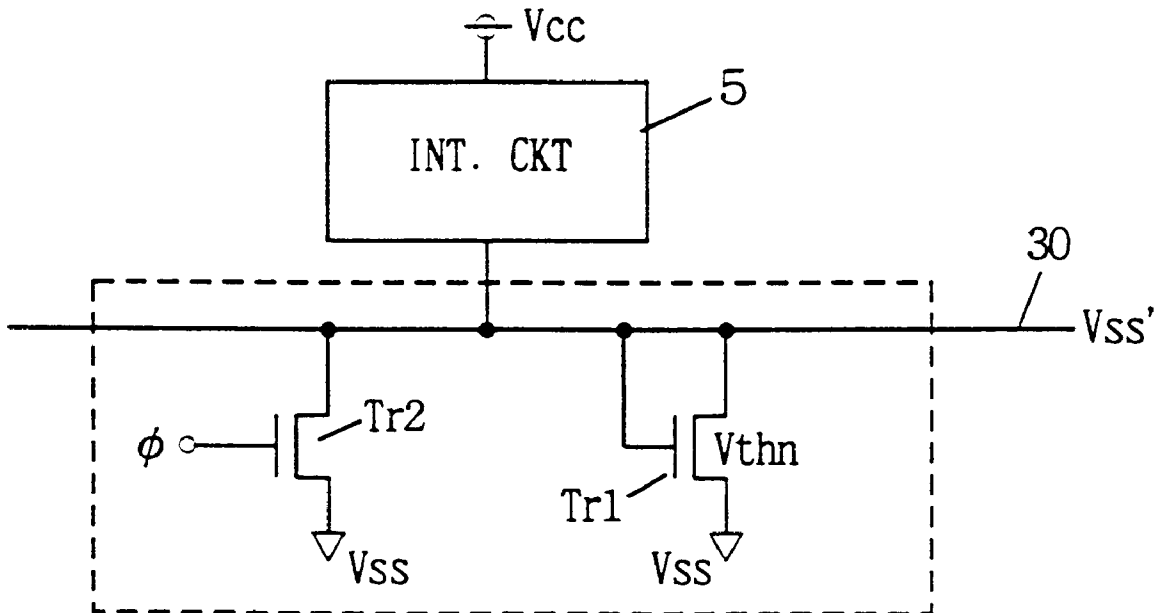 Vcc
5
INT. CKT
30
Vss'
Tr2
ϕ
Vthn
Tr1
Vss
Vss